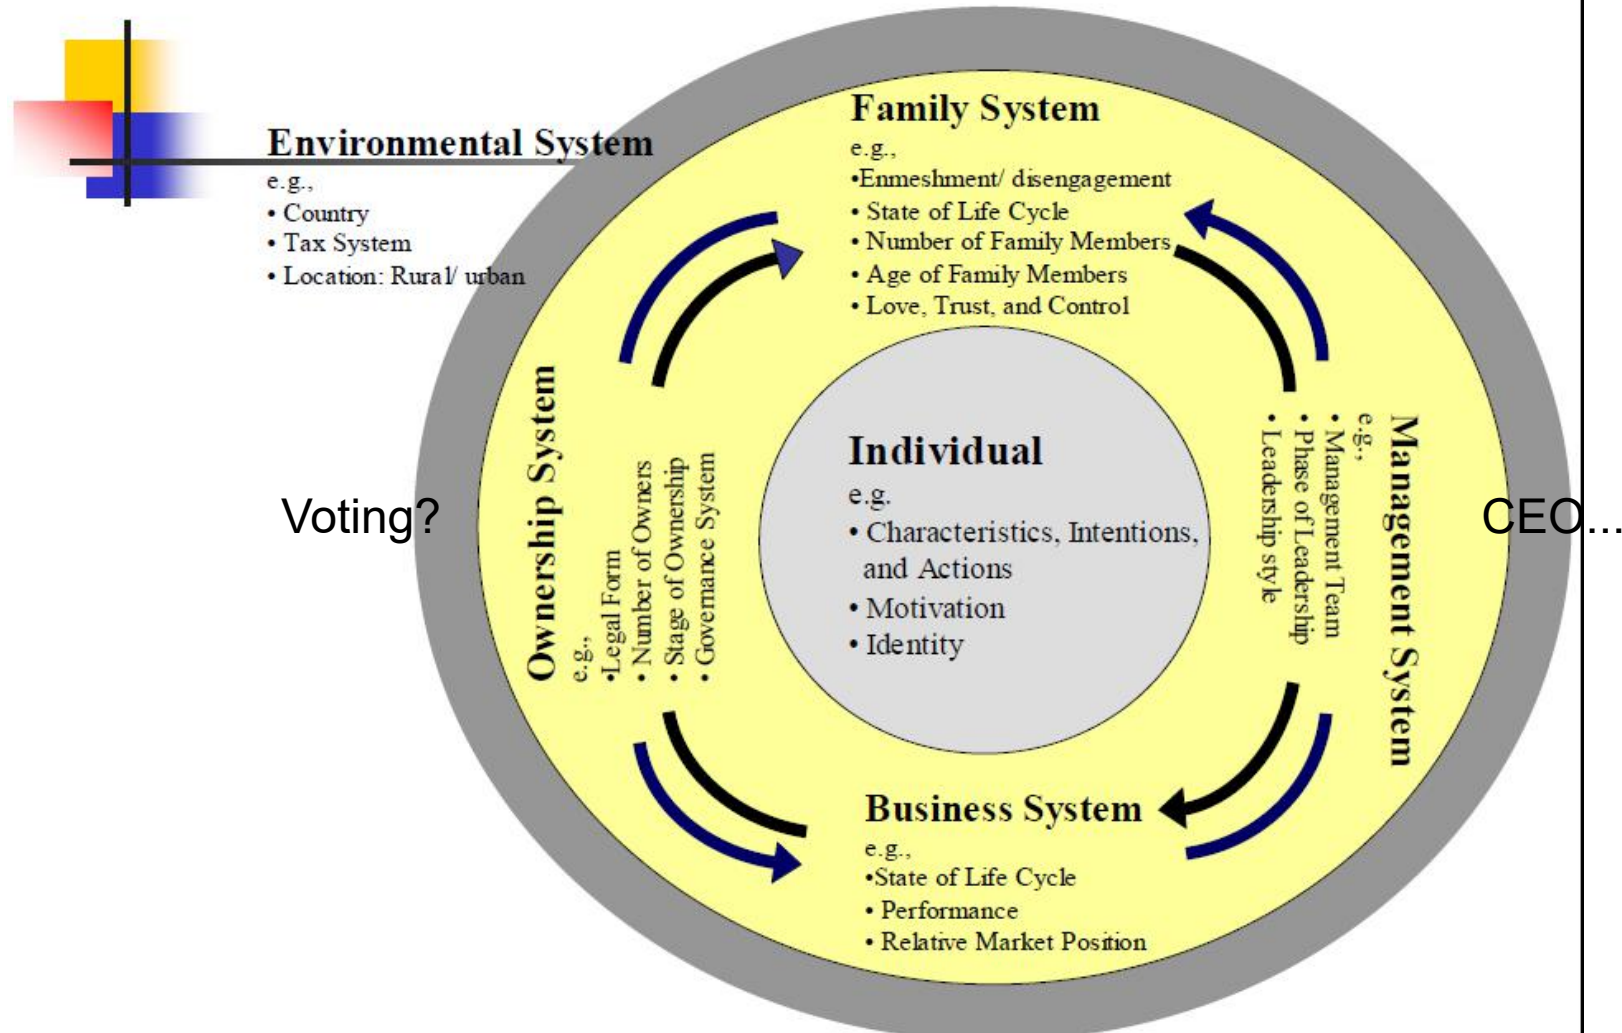 Environmental System
e.g.,
• Country
• Tax System
• Location: Rural/ urban
Family System
e.g.,
•Enmeshment/ disengagement
• State of Life Cycle
• Number of Family Members
• Age of Family Members
• Love, Trust, and Control
Voting?
Ownership System
e.g.,
•Legal Form
• Number of Owners
• Stage of Ownership
• Governance System
Individual
e.g.
• Characteristics, Intentions,
and Actions
• Motivation
• Identity
Management System
e.g.,
• Management Team
• Phase of Leadership
• Leadership style
CEO...
Business System
e.g.,
•State of Life Cycle
• Performance
• Relative Market Position